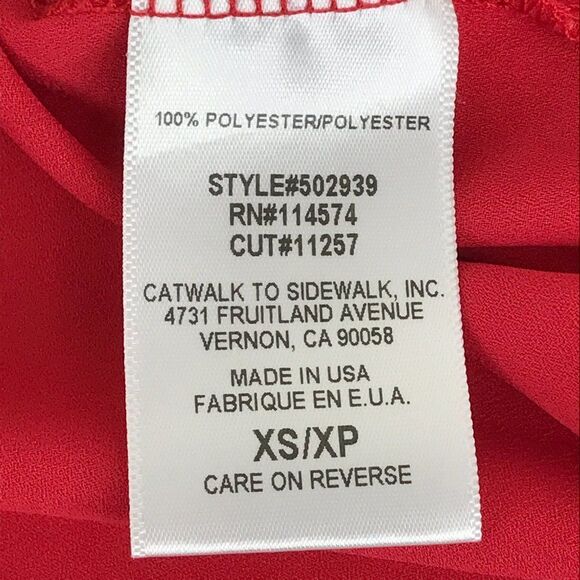 100% POLYESTER/POLYESTER
STYLE#502939
RN#114574
CUT#11257
CATWALK TO SIDEWALK, INC.
4731 FRUITLAND AVENUE
VERNON, CA 90058
MADE IN USA
FABRIQUE EN E.U.A.
XS/XP
CARE ON REVERSE